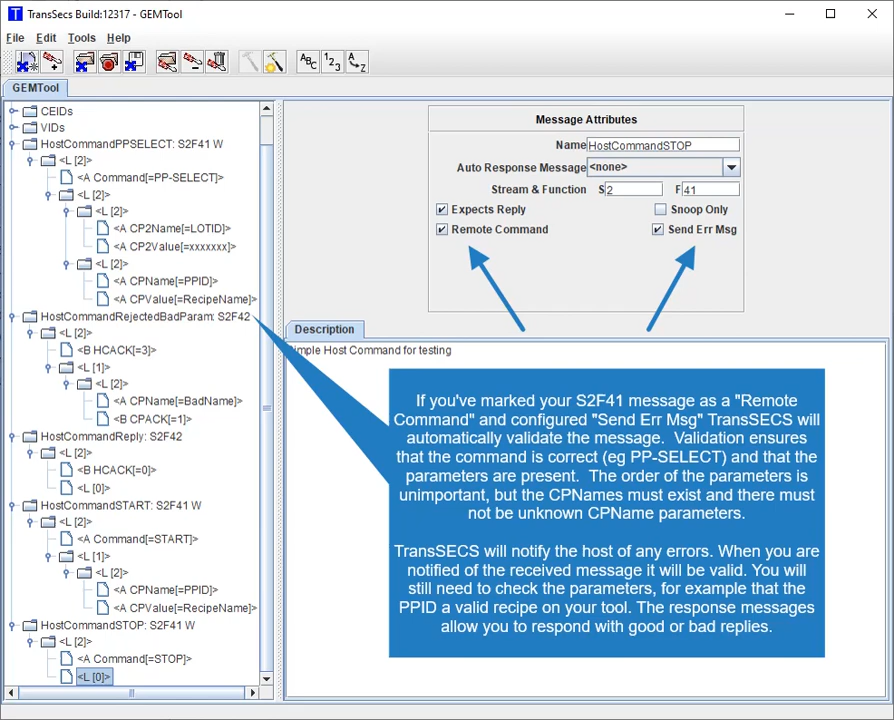 TransSecs Build:12317 - GEMTool
File Edit Tools Help
ABC 123 AZ
GEMTool
CEIDs
VIDs
HostCommandPPSELECT: S2F41 W
<L [2]>
<A Command[=PP-SELECT]>
<L [2]>
<L [2]>
<A CP2Name[=LOTID]>
<A CP2Value[=xxxxxxx]>
<L [2]>
<A CPName[=PPID]>
<A CPValue[=RecipeName]>
HostCommandRejectedBadParam: S2F42
<L [2]>
<B HCACK[=3]>
<L [1]>
<L [2]>
<A CPName[=BadName]>
<B CPACK[=1]>
HostCommandReply: S2F42
<L [2]>
<B HCACK[=0]>
<L [0]>
HostCommandSTART: S2F41 W
<L [2]>
<A Command[=START]>
<L [1]>
<L [2]>
<A CPName[=PPID]>
<A CPValue[=RecipeName]>
HostCommandSTOP: S2F41 W
<L [2]>
<A Command[=STOP]>
<L [0]>
Message Attributes
Name HostCommandSTOP
Auto Response Message <none>
Stream & Function S 2 F 41
Expects Reply Snoop Only
Remote Command Send Err Msg
Description
Simple Host Command for testing
If you've marked your S2F41 message as a "Remote
Command" and configured "Send Err Msg" TransSECS will
automatically validate the message. Validation ensures
that the command is correct (eg PP-SELECT) and that the
parameters are present. The order of the parameters is
unimportant, but the CPNames must exist and there must
not be unknown CPName parameters.
TransSECS will notify the host of any errors. When you are
notified of the received message it will be valid. You will
still need to check the parameters, for example that the
PPID a valid recipe on your tool. The response messages
allow you to respond with good or bad replies.